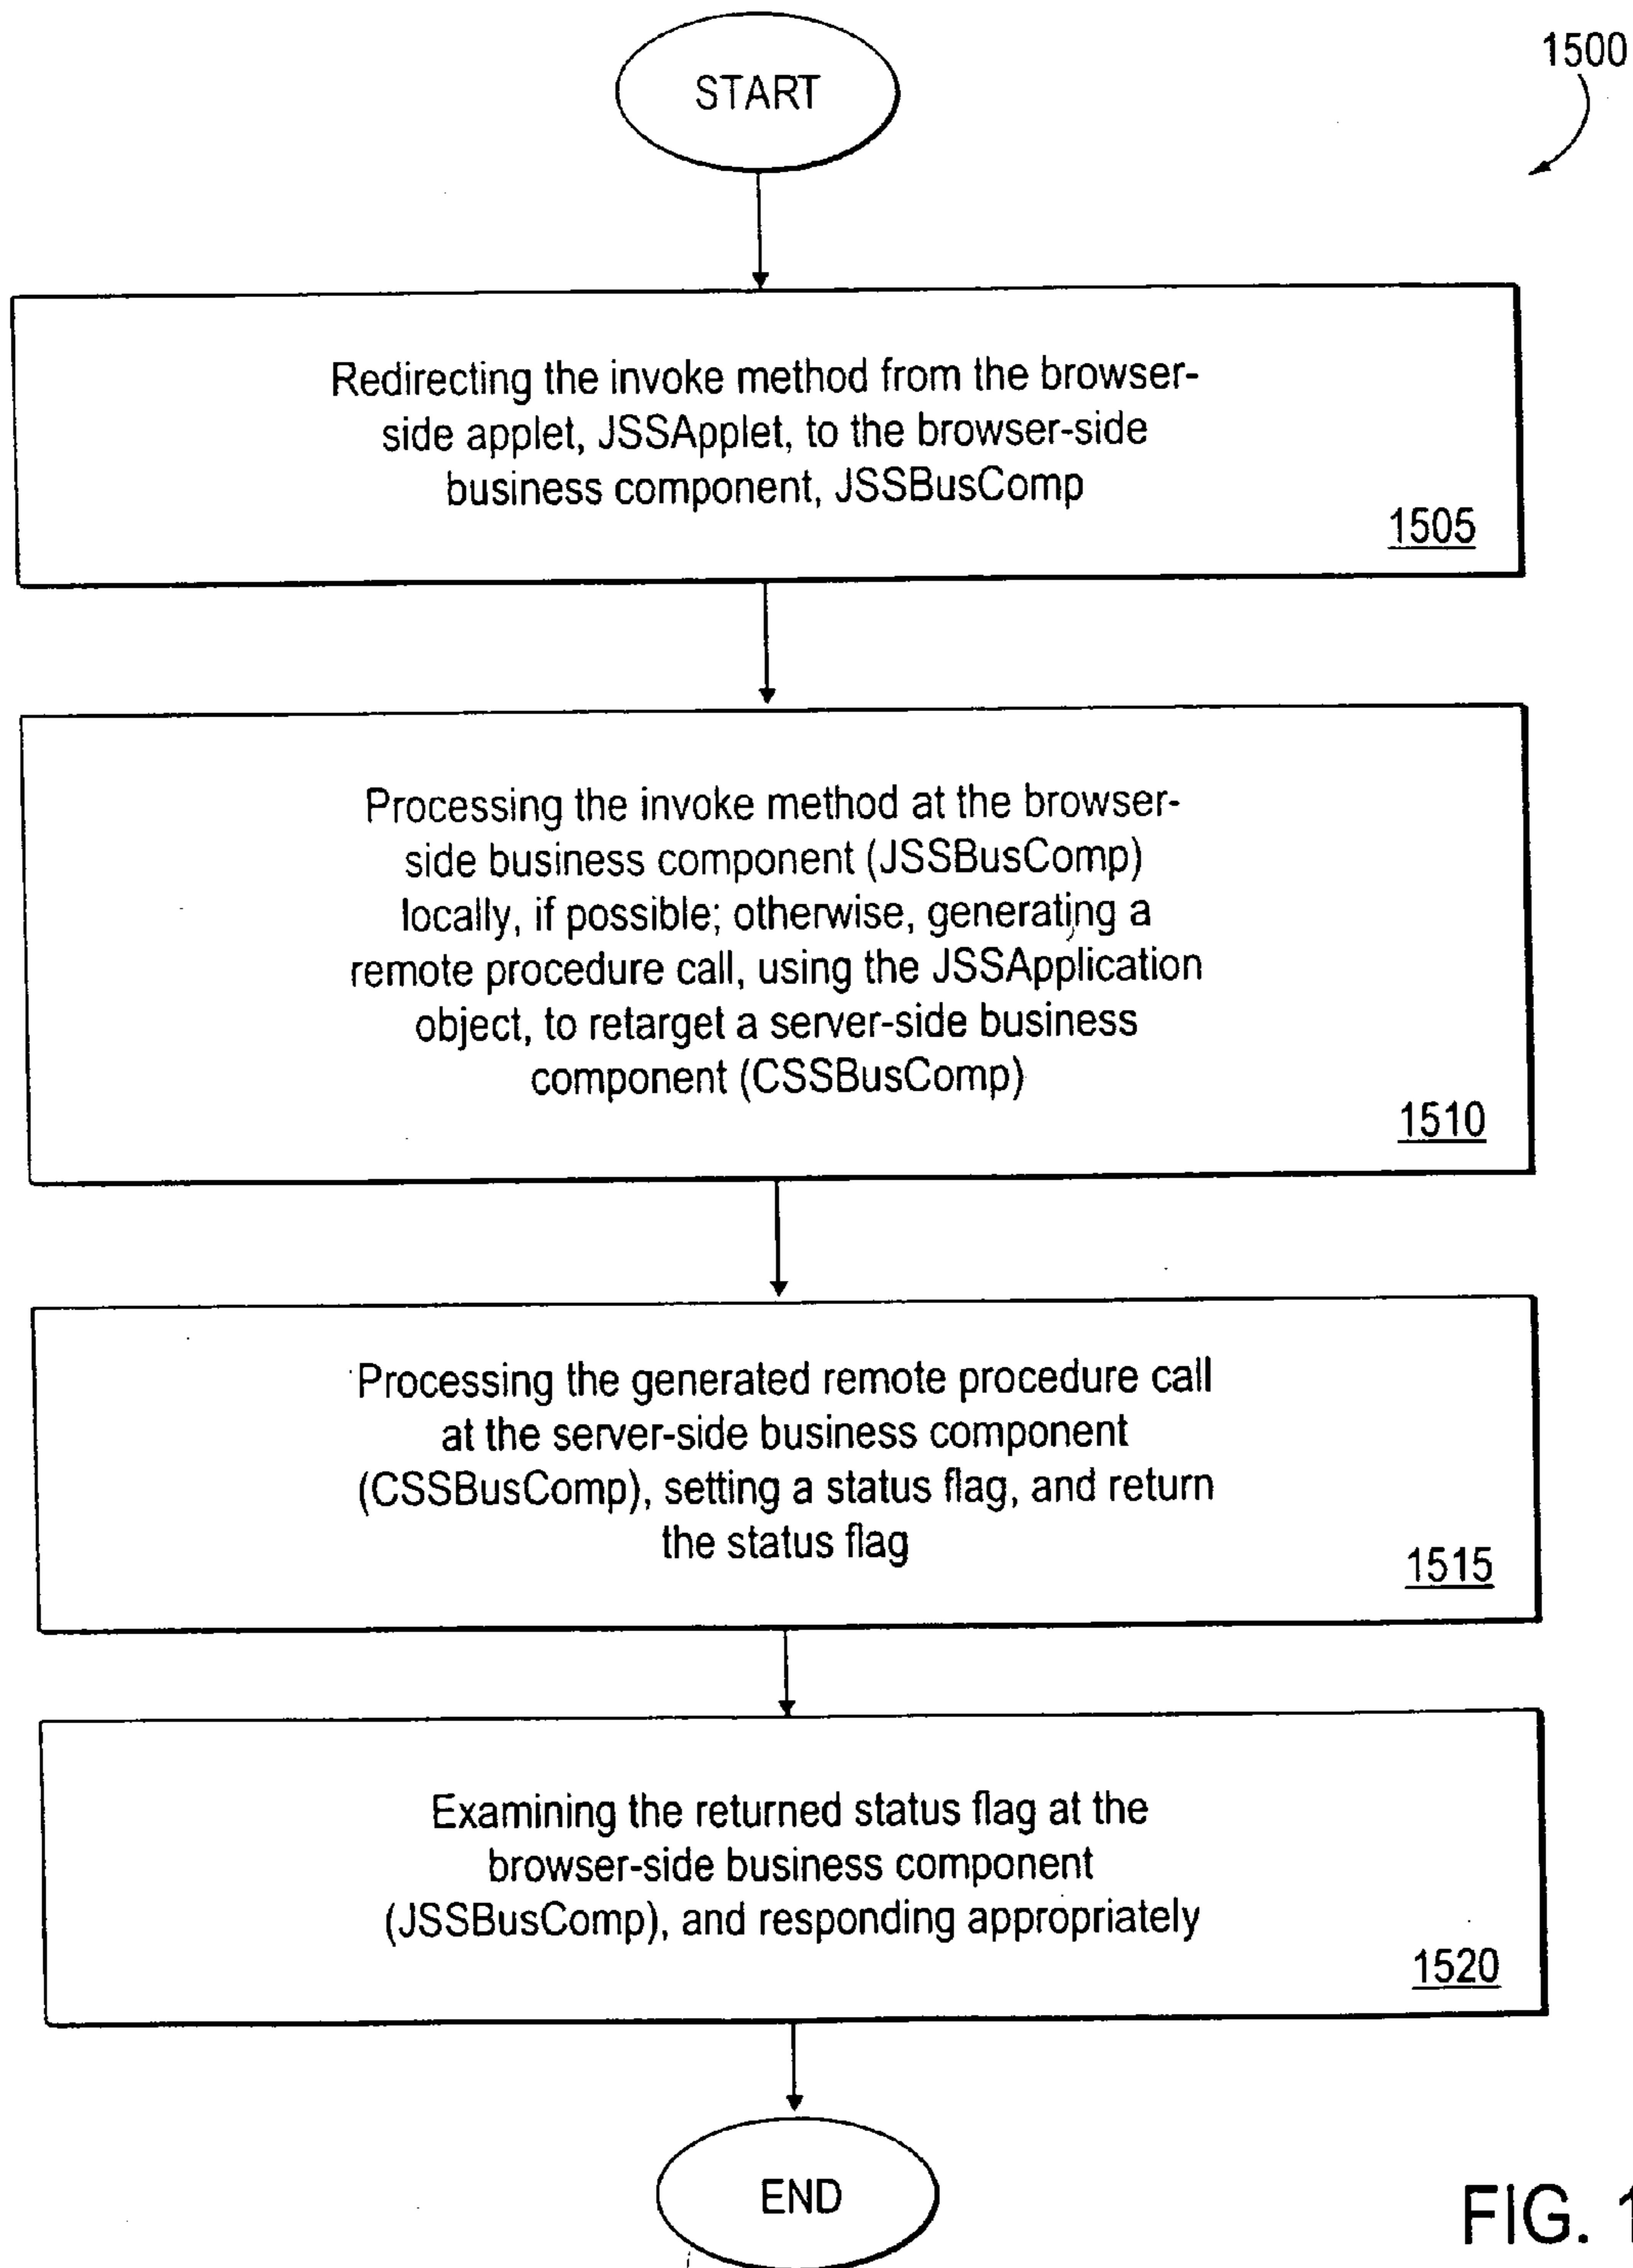 START
1500
Redirecting the invoke method from the browser-
side applet, JSSApplet, to the browser-side
business component, JSSBusComp
1505
Processing the invoke method at the browser-
side business component (JSSBusComp)
locally, if possible; otherwise, generating a
remote procedure call, using the JSSApplication
object, to retarget a server-side business
component (CSSBusComp)
1510
Processing the generated remote procedure call
at the server-side business component
(CSSBusComp), setting a status flag, and return
the status flag
1515
Examining the returned status flag at the
browser-side business component
(JSSBusComp), and responding appropriately
1520
END
FIG. 1